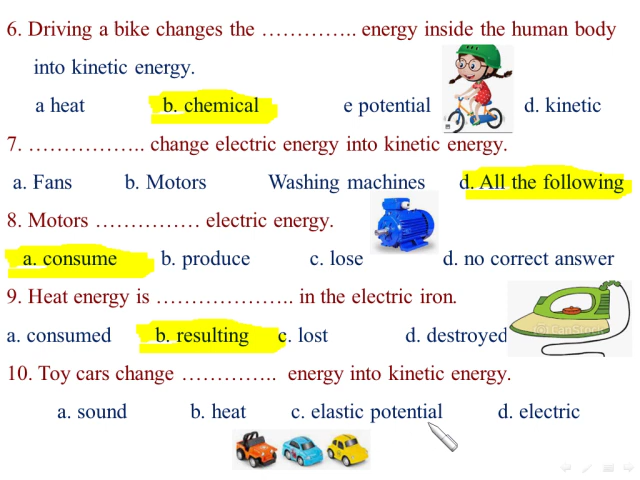 6. Driving a bike changes the ………….. energy inside the human body
into kinetic energy.
a heat b. chemical e potential d. kinetic
7. …………….. change electric energy into kinetic energy.
a. Fans b. Motors Washing machines d. All the following
8. Motors …………… electric energy.
a. consume b. produce c. lose d. no correct answer
9. Heat energy is ……………….. in the electric iron.
a. consumed b. resulting c. lost d. destroyed
10. Toy cars change ………….. energy into kinetic energy.
a. sound b. heat c. elastic potential d. electric